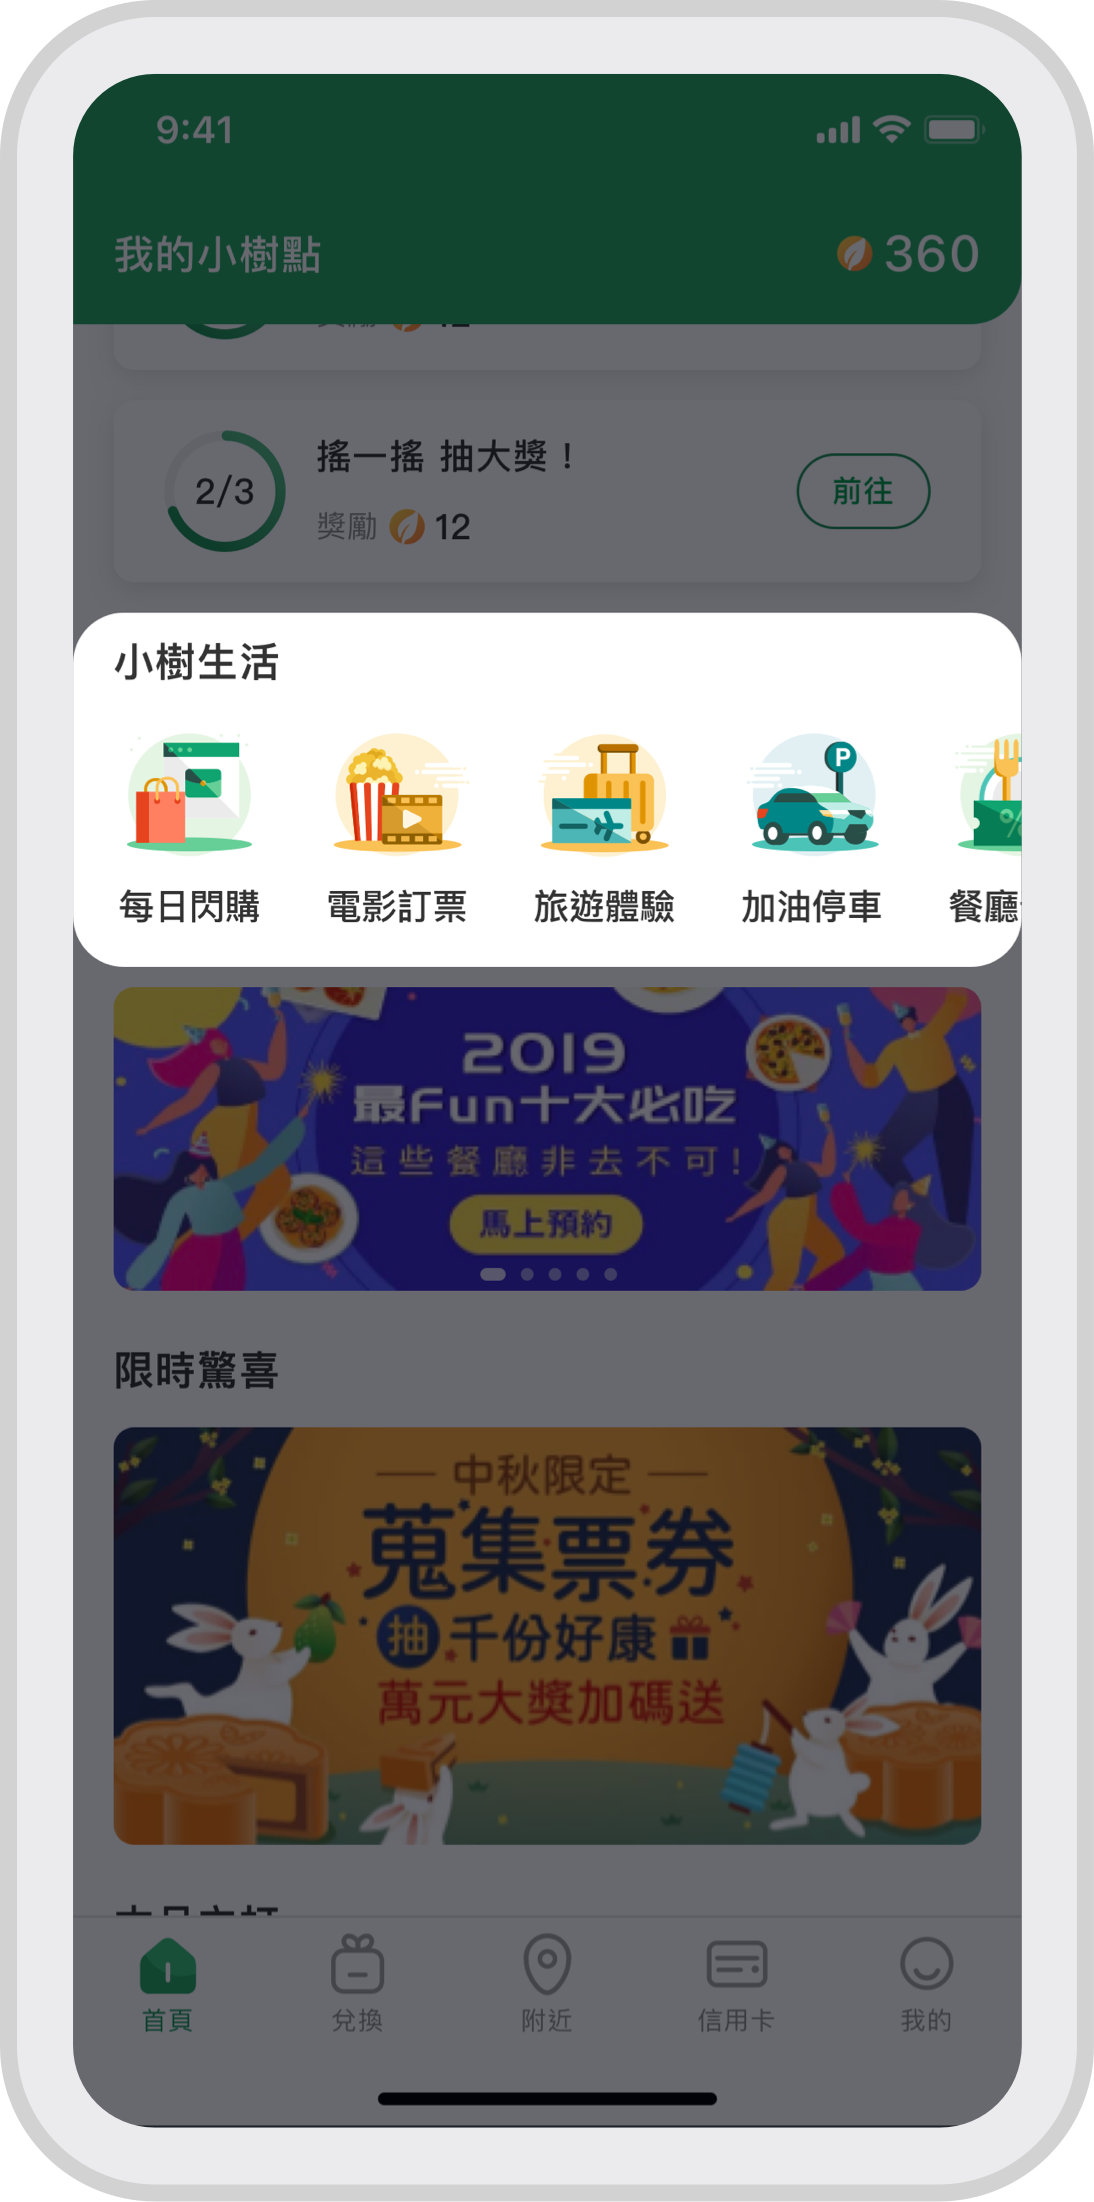 9:41
我的小樹點
360
搖一搖 抽大獎！
2/3
獎勵 12
前往
小樹生活
P
每日閃購
電影訂票
旅遊體驗
加油停車
餐廳
2019
最Fun十大必吃
這些餐廳非去不可！
馬上預約
限時驚喜
中秋限定
蒐集票券
抽千份好康
萬元大獎加碼送
首頁
兌換
附近
信用卡
我的